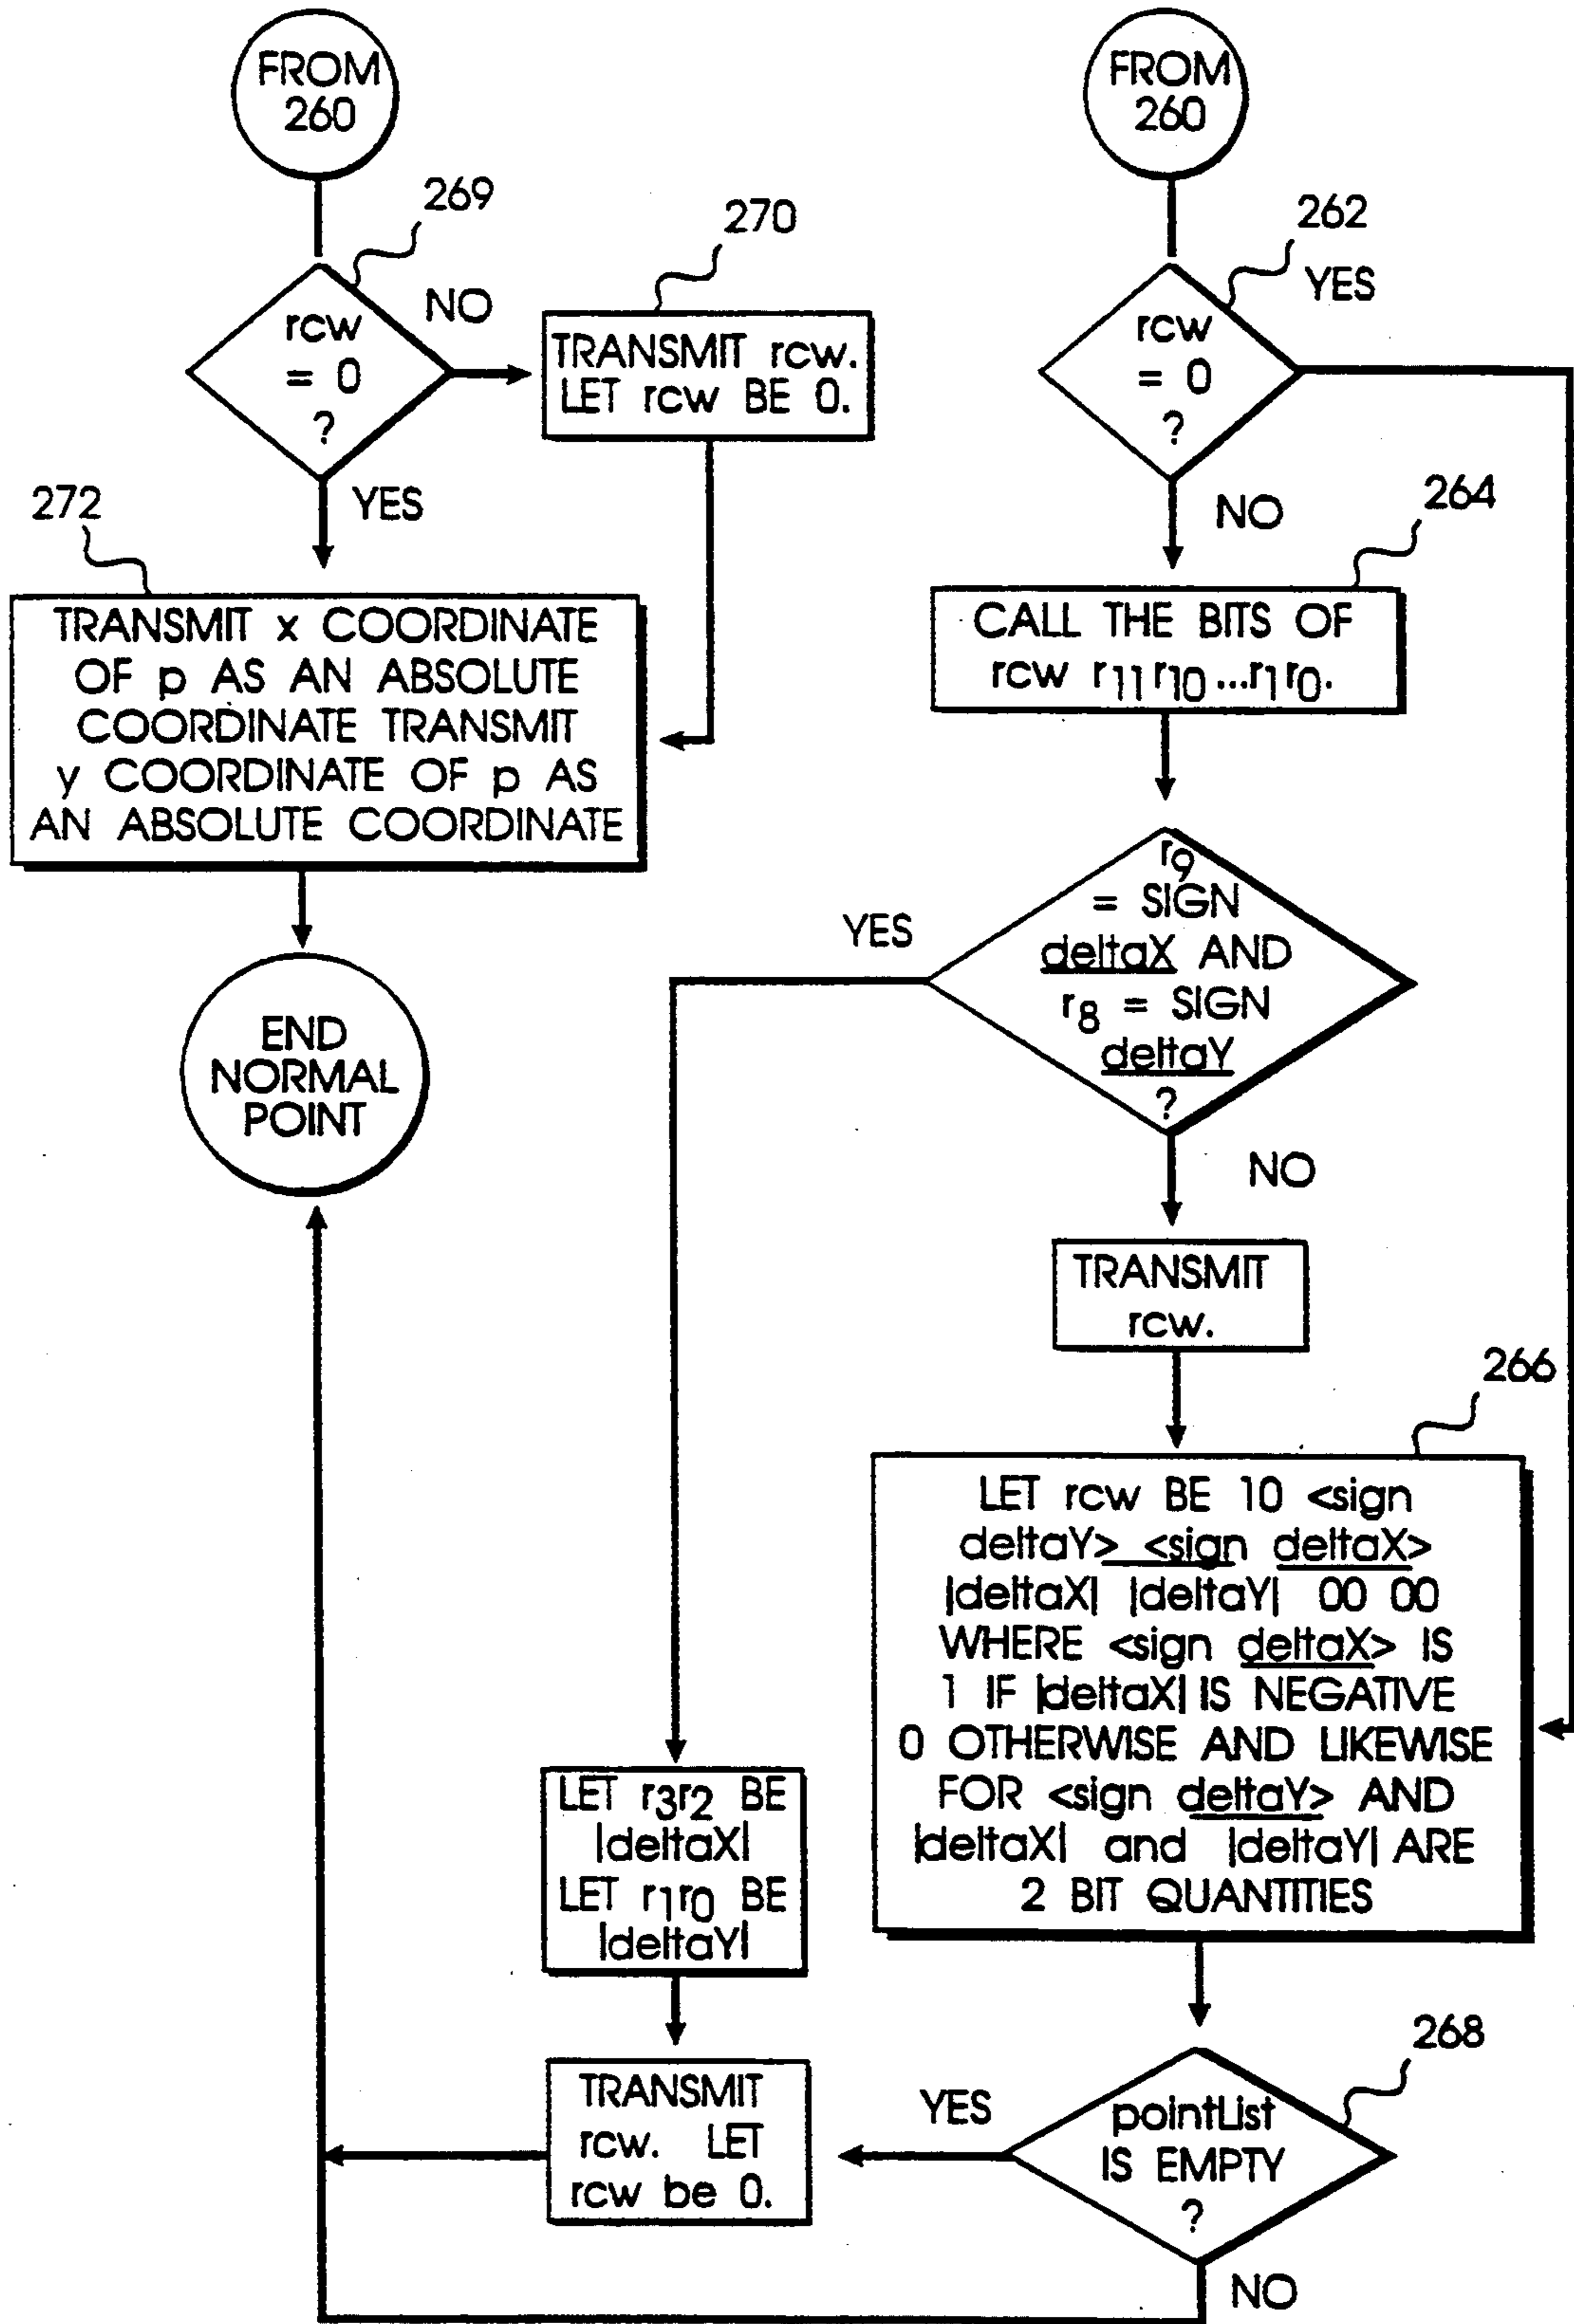 FROM
260
269
rcw
= 0
?
NO
270
TRANSMIT rcw.
LET rcw BE 0.
YES
272
TRANSMIT x COORDINATE
OF p AS AN ABSOLUTE
COORDINATE TRANSMIT
y COORDINATE OF p AS
AN ABSOLUTE COORDINATE
END
NORMAL
POINT
FROM
260
262
YES
rcw
= 0
?
NO
264
CALL THE BITS OF
rcw r11r10...r1r0.
r9
= SIGN
deltaX AND
r8 = SIGN
deltaY
?
YES
NO
TRANSMIT
rcw.
266
LET rcw BE 10 <sign
deltaY> <sign deltaX>
|deltaX| |deltaY| 00 00
WHERE <sign deltaX> IS
1 IF |deltaX| IS NEGATIVE
0 OTHERWISE AND LIKEWISE
FOR <sign deltaY> AND
|deltaX| and |deltaY| ARE
2 BIT QUANTITIES
LET r3r2 BE
|deltaX|
LET r1r0 BE
|deltaY|
268
pointList
IS EMPTY
?
YES
TRANSMIT
rcw. LET
rcw be 0.
NO